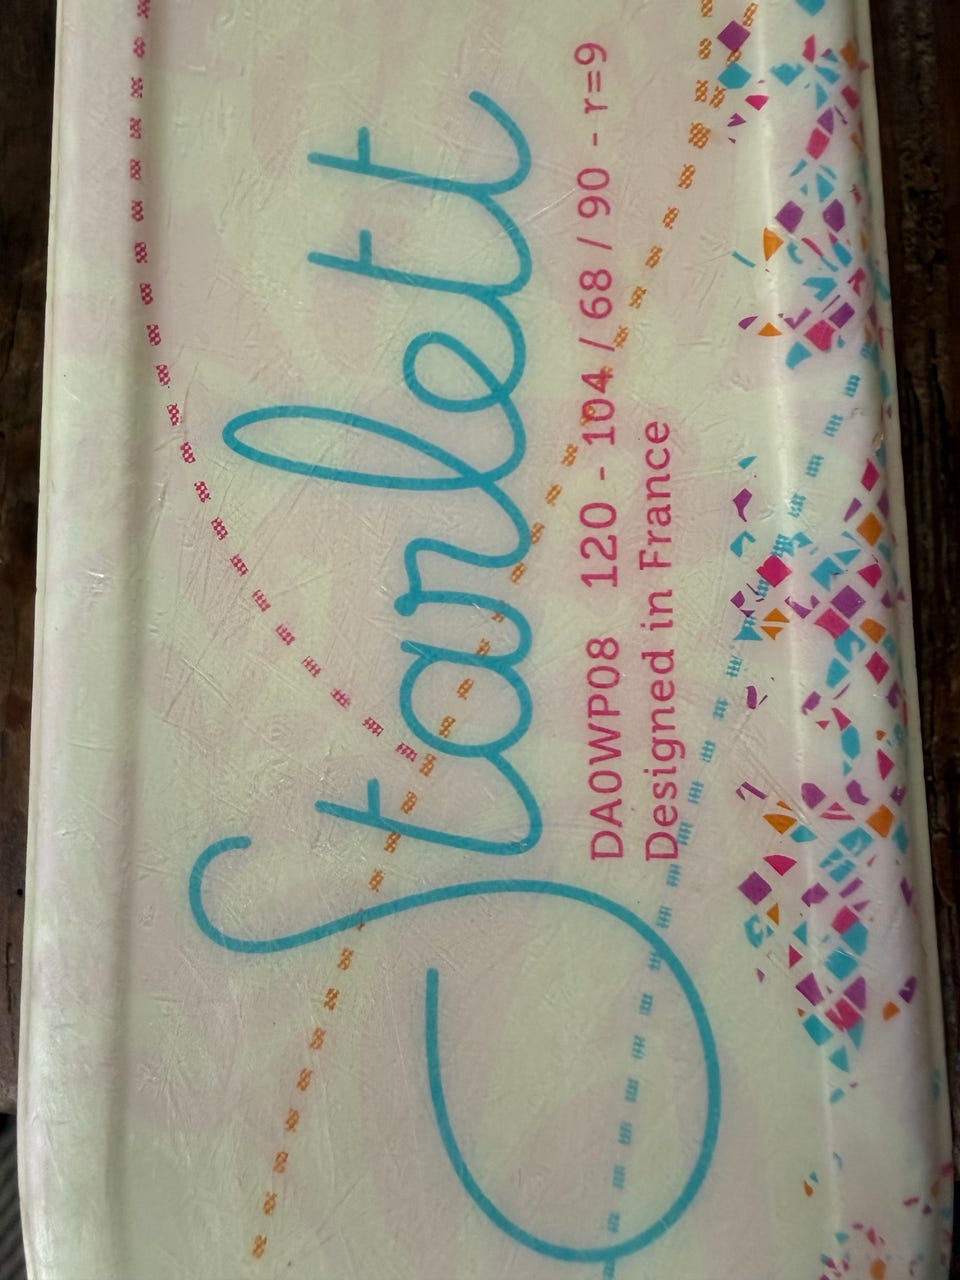 Starlett
DA0WP08 120 - 104 / 68 / 90 - r=9
Designed in France